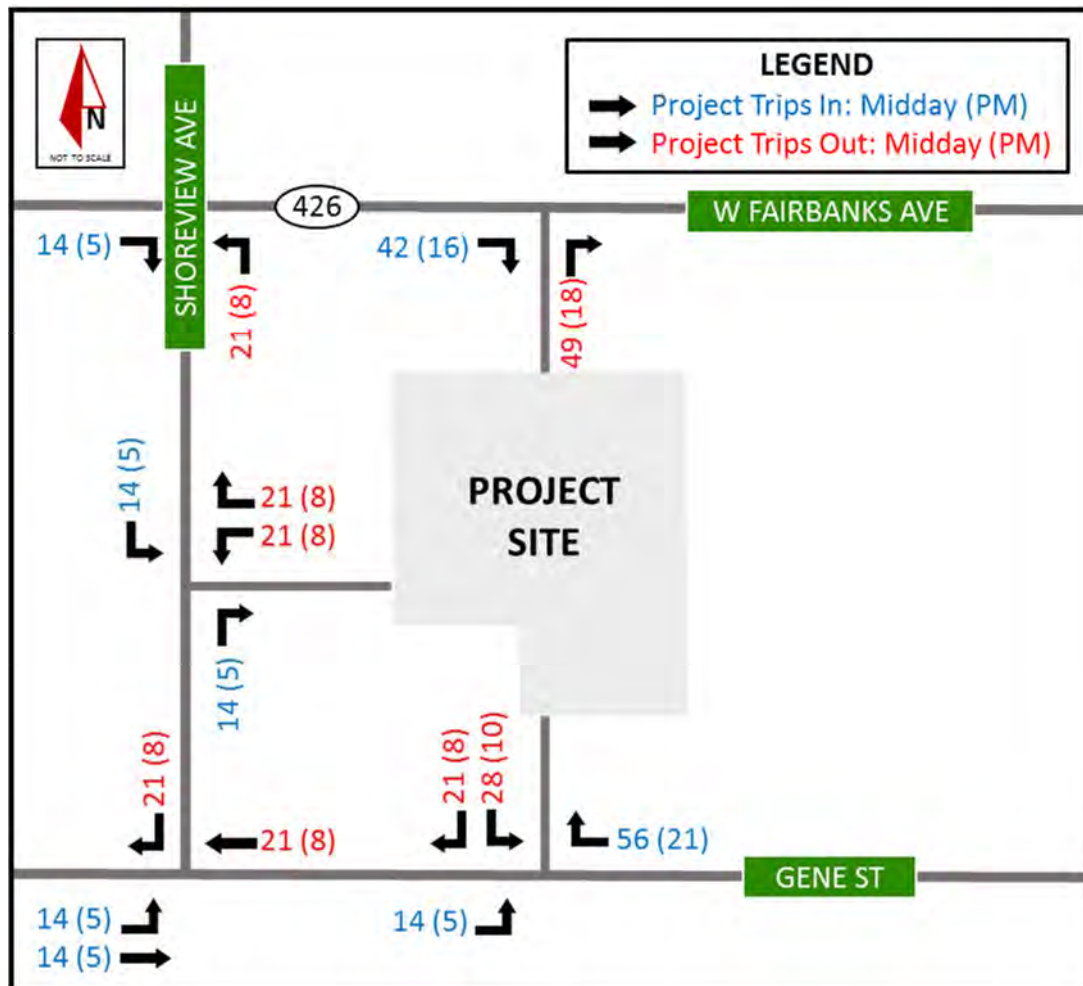 N
NOT TO SCALE
LEGEND
Project Trips In: Midday (PM)
Project Trips Out: Midday (PM)
SHOREVIEW AVE
426
W FAIRBANKS AVE
14 (5)
21 (8)
42 (16)
49 (18)
14 (5)
21 (8)
21 (8)
PROJECT
SITE
14 (5)
21 (8)
21 (8)
21 (8)
28 (10)
56 (21)
GENE ST
14 (5)
14 (5)
14 (5)